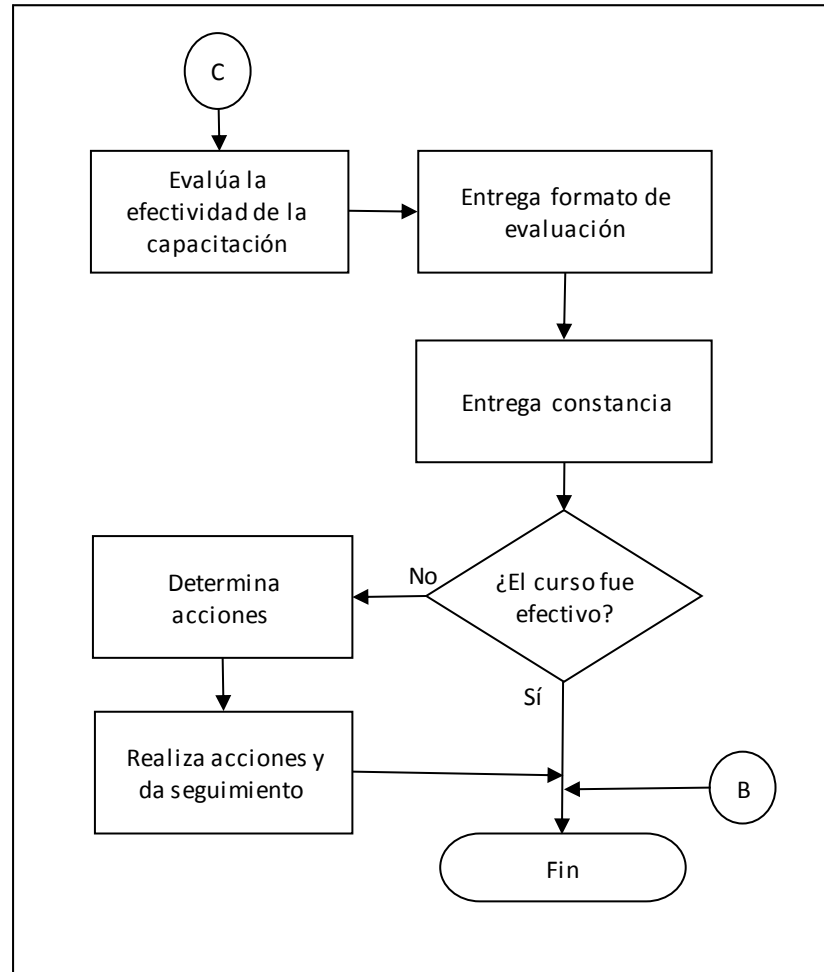 C
Evalúa la
efectividad de la
capacitación
Entrega formato de
evaluación
Entrega constancia
¿El curso fue
efectivo?
No
Determina
acciones
Sí
Realiza acciones y
da seguimiento
B
Fin